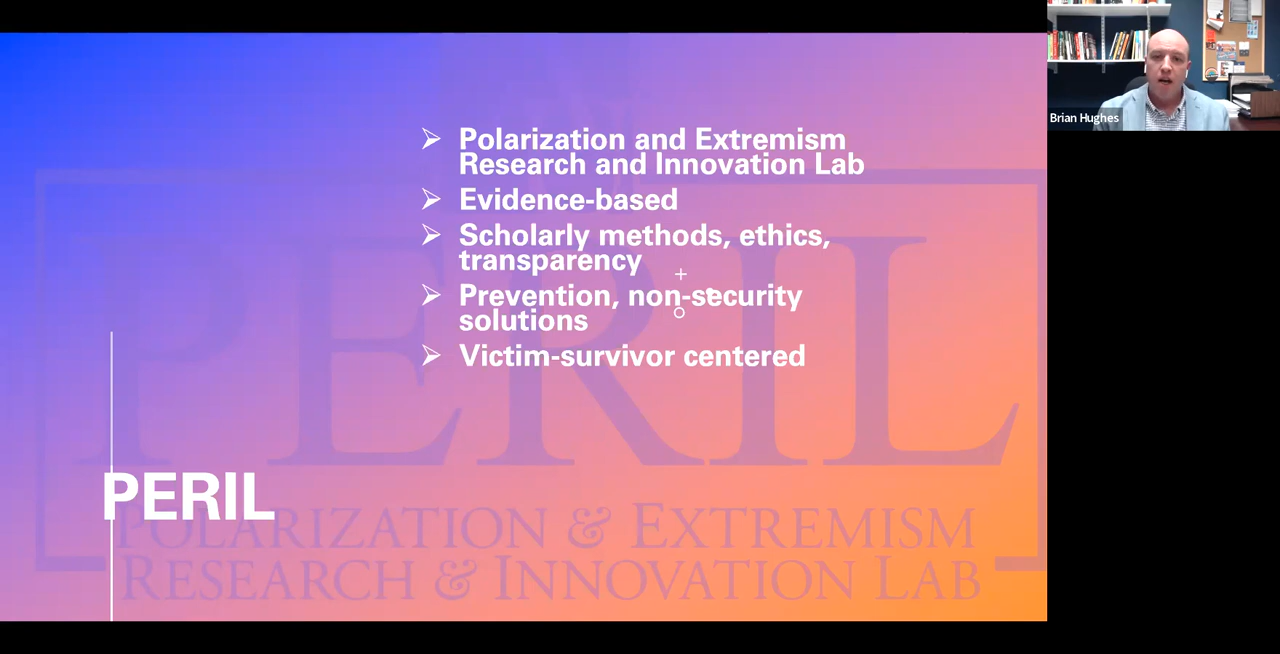 Polarization and Extremism
Research and Innovation Lab
Evidence-based
Scholarly methods, ethics,
transparency
Prevention, non-security
solutions
Victim-survivor centered
PERIL
PERIL
POLARIZATION & EXTREMISM
RESEARCH & INNOVATION LAB
Brian Hughes